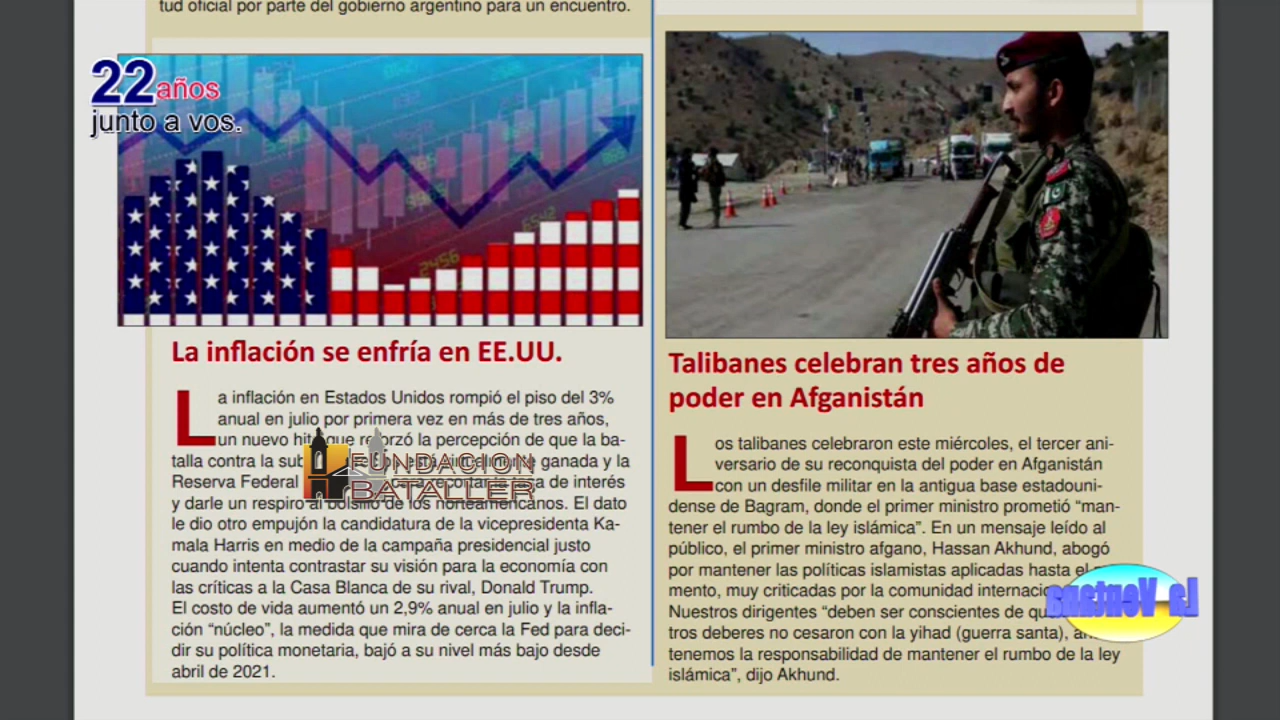 tud oficial por parte del gobierno argentino para un encuentro.
22 años
junto a vos.
La inflación se enfría en EE.UU.
La inflación en Estados Unidos rompió el piso del 3%
anual en julio por primera vez en más de tres años,
un nuevo hito que reforzó la percepción de que la ba-
talla contra la está ganada y la
Reserva Federal para recortar la tasa de interés
y darle un respiro al bolsillo de los norteamericanos. El dato
le dio otro empujón la candidatura de la vicepresidenta Ka-
mala Harris en medio de la campaña presidencial justo
cuando intenta contrastar su visión para la economía con
las críticas a la Casa Blanca de su rival, Donald Trump.
El costo de vida aumentó un 2,9% anual en julio y la infla-
ción “núcleo”, la medida que mira de cerca la Fed para deci-
dir su política monetaria, bajó a su nivel más bajo desde
abril de 2021.
FUNDACION
BATALLER
Talibanes celebran tres años de
poder en Afganistán
Los talibanes celebraron este miércoles, el tercer ani-
versario de su reconquista del poder en Afganistán
con un desfile militar en la antigua base estadouni-
dense de Bagram, donde el primer ministro prometió “man-
tener el rumbo de la ley islámica”. En un mensaje leído al
público, el primer ministro afgano, Hassan Akhund, abogó
por mantener las políticas islamistas aplicadas hasta el
mento, muy criticadas por la comunidad
Nuestros dirigentes “deben ser conscientes de
tros deberes no cesaron con la yihad (guerra santa),
tenemos la responsabilidad de mantener el rumbo de la ley
islámica”, dijo Akhund.
La Ventana